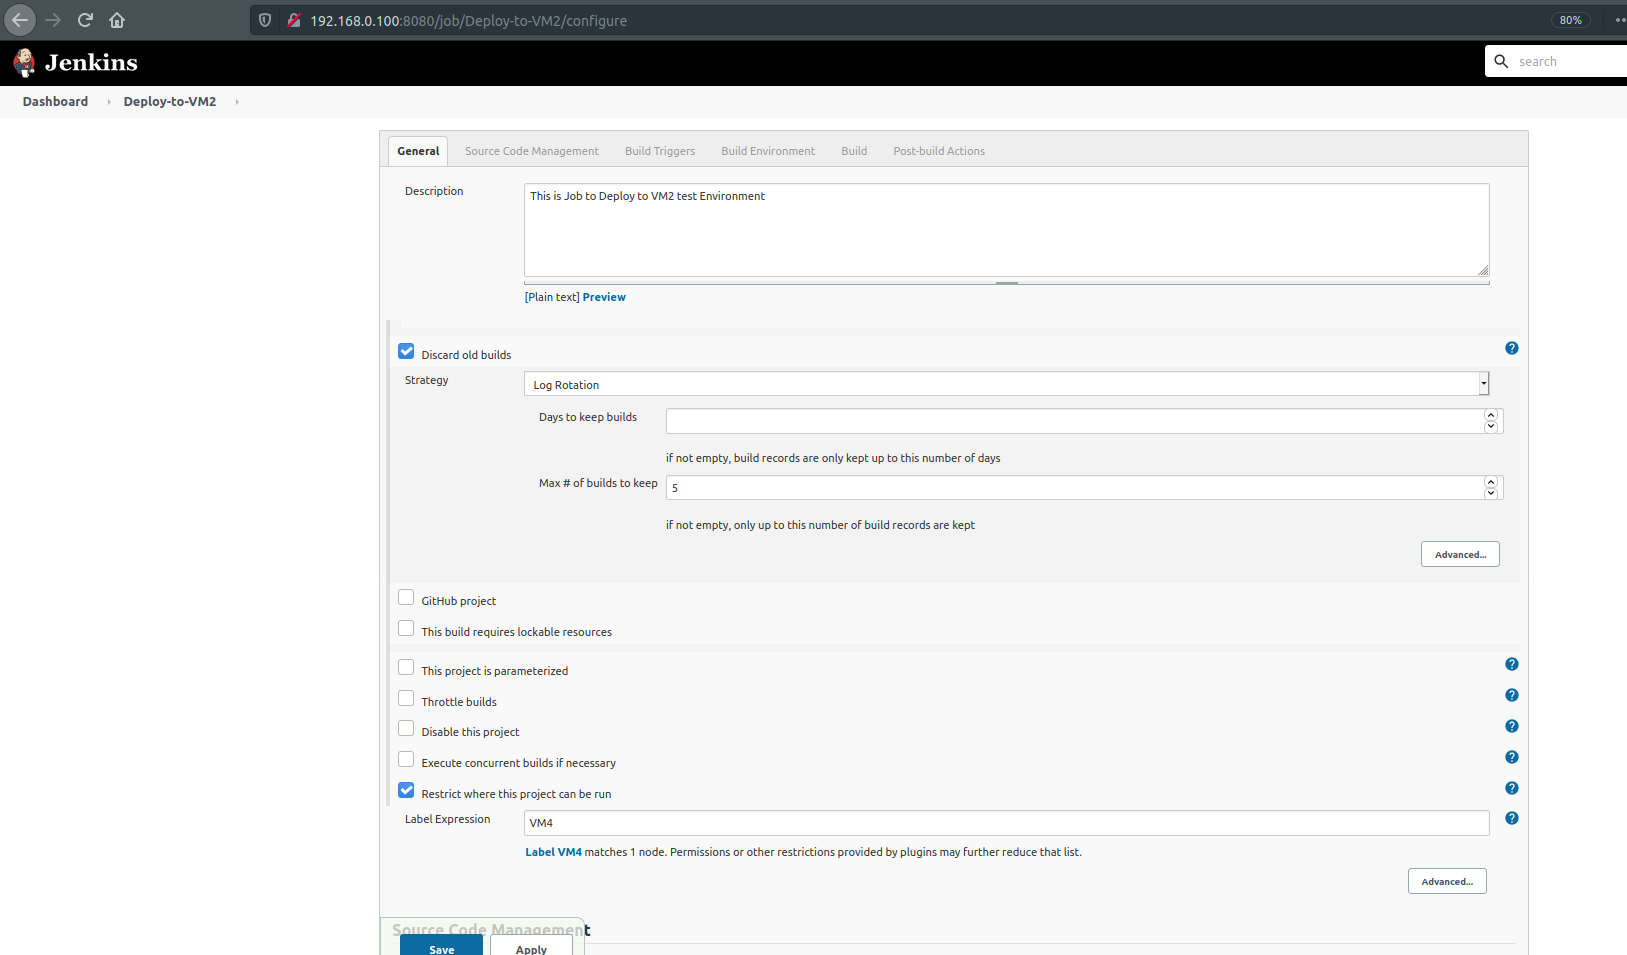 192.168.0.100:8080/job/Deploy-to-VM2/configure
80%
Jenkins
search
Dashboard
Deploy-to-VM2
General
Source Code Management
Build Triggers
Build Environment
Build
Post-build Actions
Description
This is Job to Deploy to VM2 test Environment
[Plain text] Preview
Discard old builds
Strategy
Log Rotation
Days to keep builds
if not empty, build records are only kept up to this number of days
Max # of builds to keep
5
if not empty, only up to this number of build records are kept
Advanced...
GitHub project
This build requires lockable resources
This project is parameterized
Throttle builds
Disable this project
Execute concurrent builds if necessary
Restrict where this project can be run
Label Expression
VM4
Label VM4 matches 1 node. Permissions or other restrictions provided by plugins may further reduce that list.
Advanced...
Source Code Management
Save
Apply